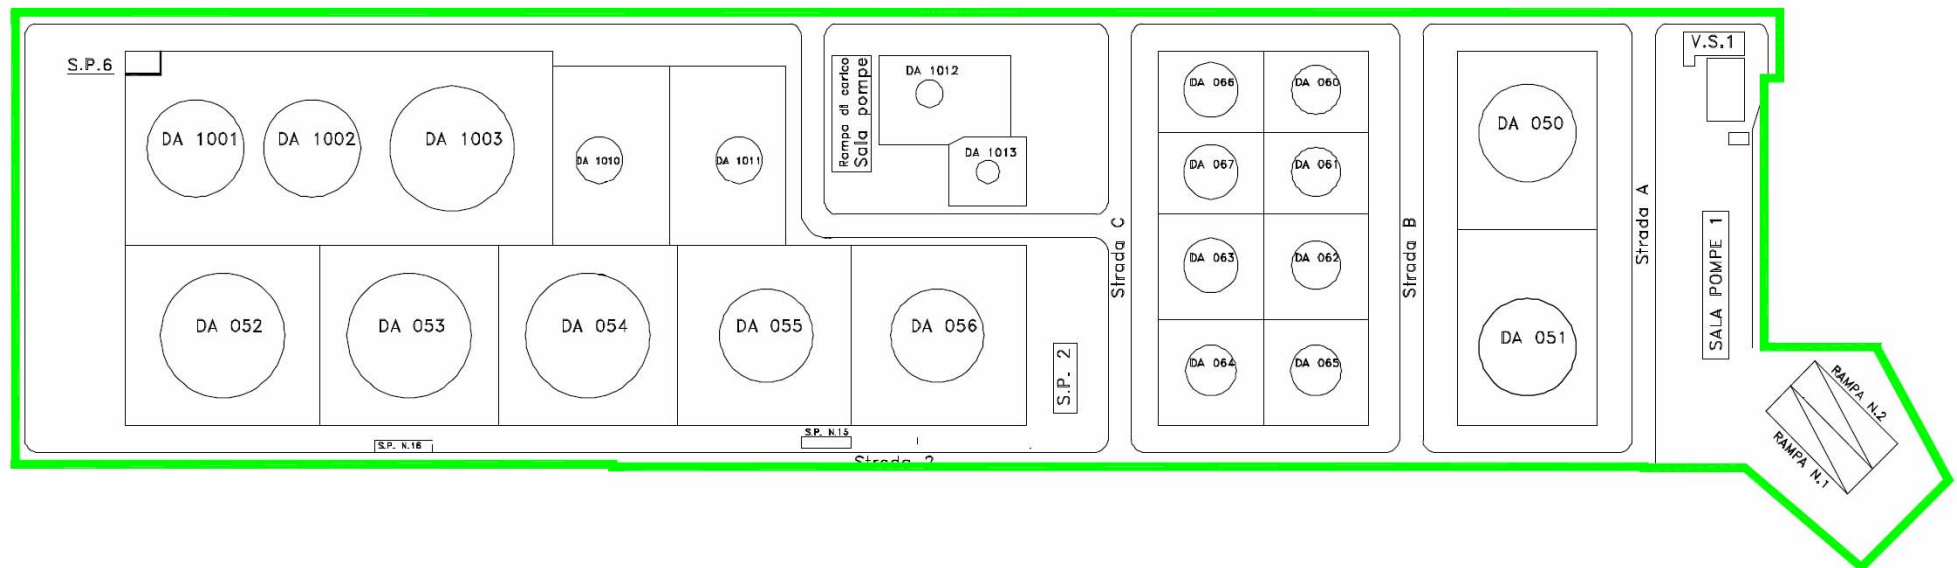 S.P.6
DA 1001
DA 1002
DA 1003
DA 1010
DA 1011
Rampa di carico
Sala pompe
DA 1012
DA 1013
DA 066
DA 060
DA 067
DA 061
DA 063
DA 062
DA 064
DA 065
DA 050
DA 051
V.S.1
Strada C
Strada B
Strada A
SALA POMPE 1
DA 052
DA 053
DA 054
DA 055
DA 056
S.P. 2
S.P. N.16
S.P. N.15
Strada 2
RAMPA N.2
RAMPA N.1